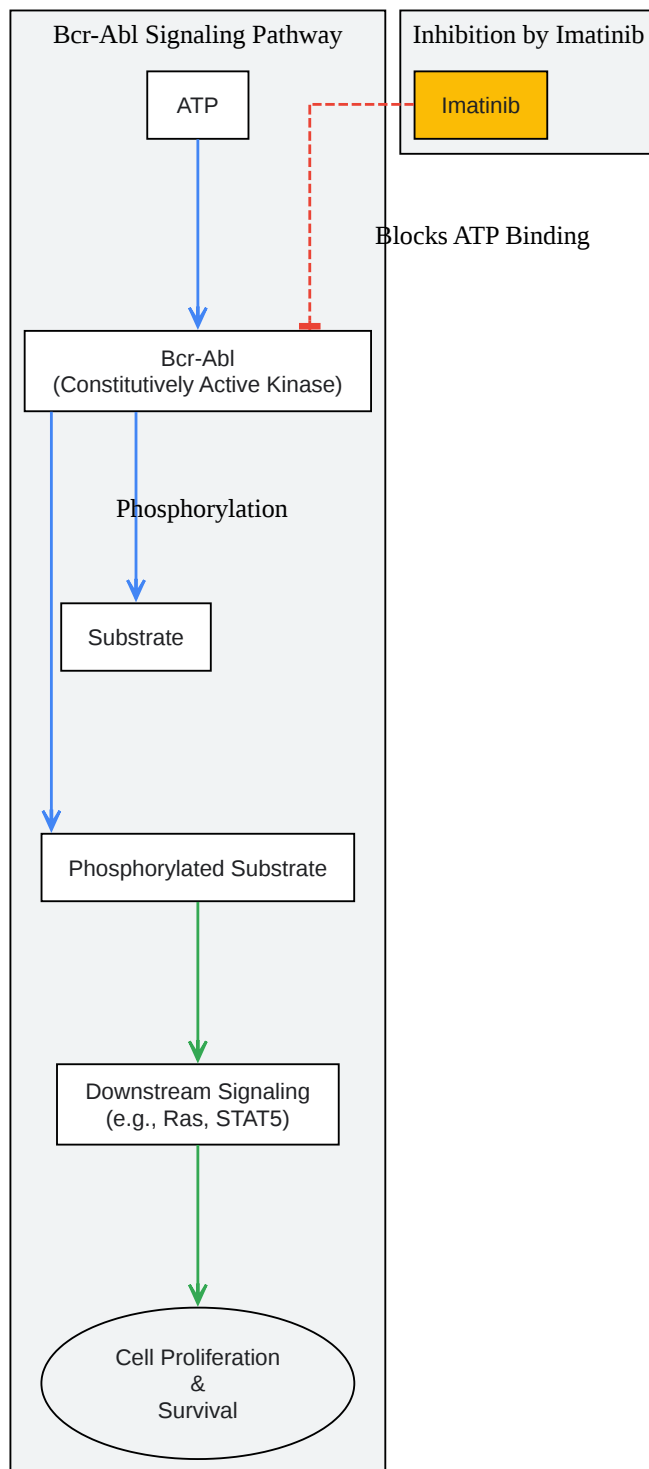 Bcr-Abl Signaling Pathway
Inhibition by Imatinib
ATP
Imatinib
Blocks ATP Binding
Bcr-Abl
(Constitutively Active Kinase)
Phosphorylation
Substrate
Phosphorylated Substrate
Downstream Signaling
(e.g., Ras, STAT5)
Cell Proliferation
&
Survival